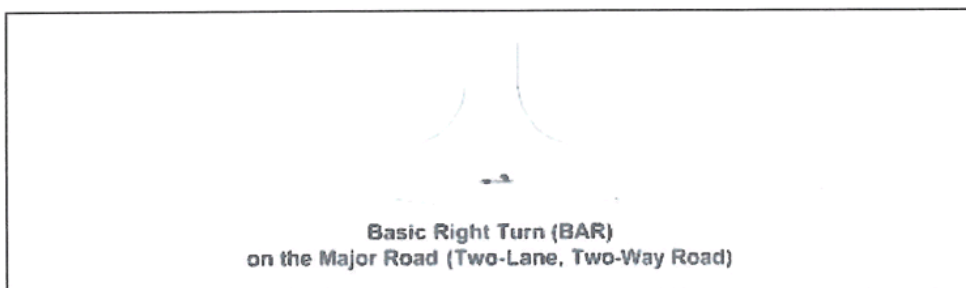 Basic Right Turn (BAR)
on the Major Road (Two-Lane, Two-Way Road)